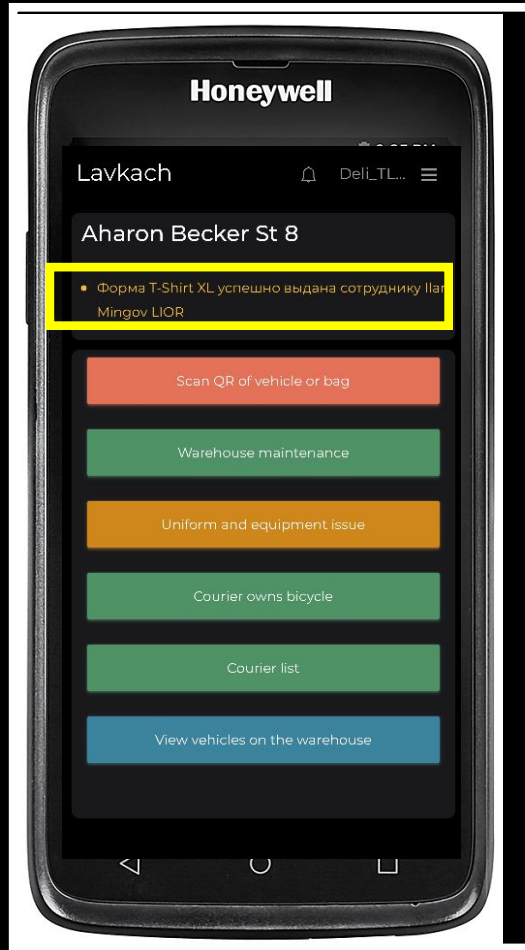 Honeywell
Lavkach
Deli_TL...
Aharon Becker St 8
Форма T-Shirt XL успешно выдана сотруднику Ilan
Mingov LIOR
Scan QR of vehicle or bag
Warehouse maintenance
Uniform and equipment issue
Courier owns bicycle
Courier list
View vehicles on the warehouse